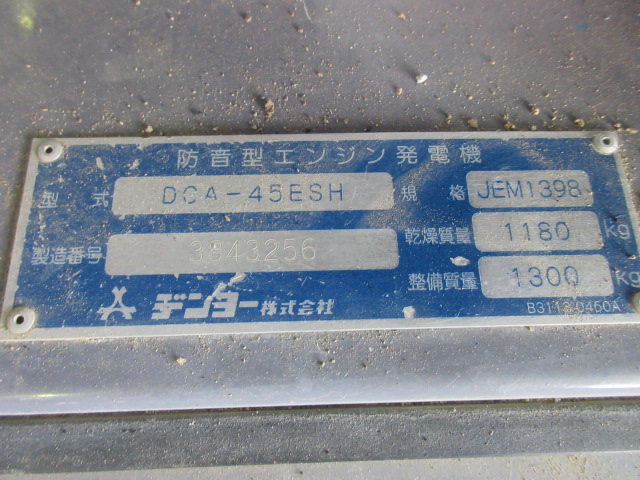 防音型エンジン発電機
型式 DCA-45ESH 規格 JEM1398
製造番号 3843256 乾燥質量 1180 Kg
整備質量 1300 Kg
デンヨー株式会社 B3113-0460A